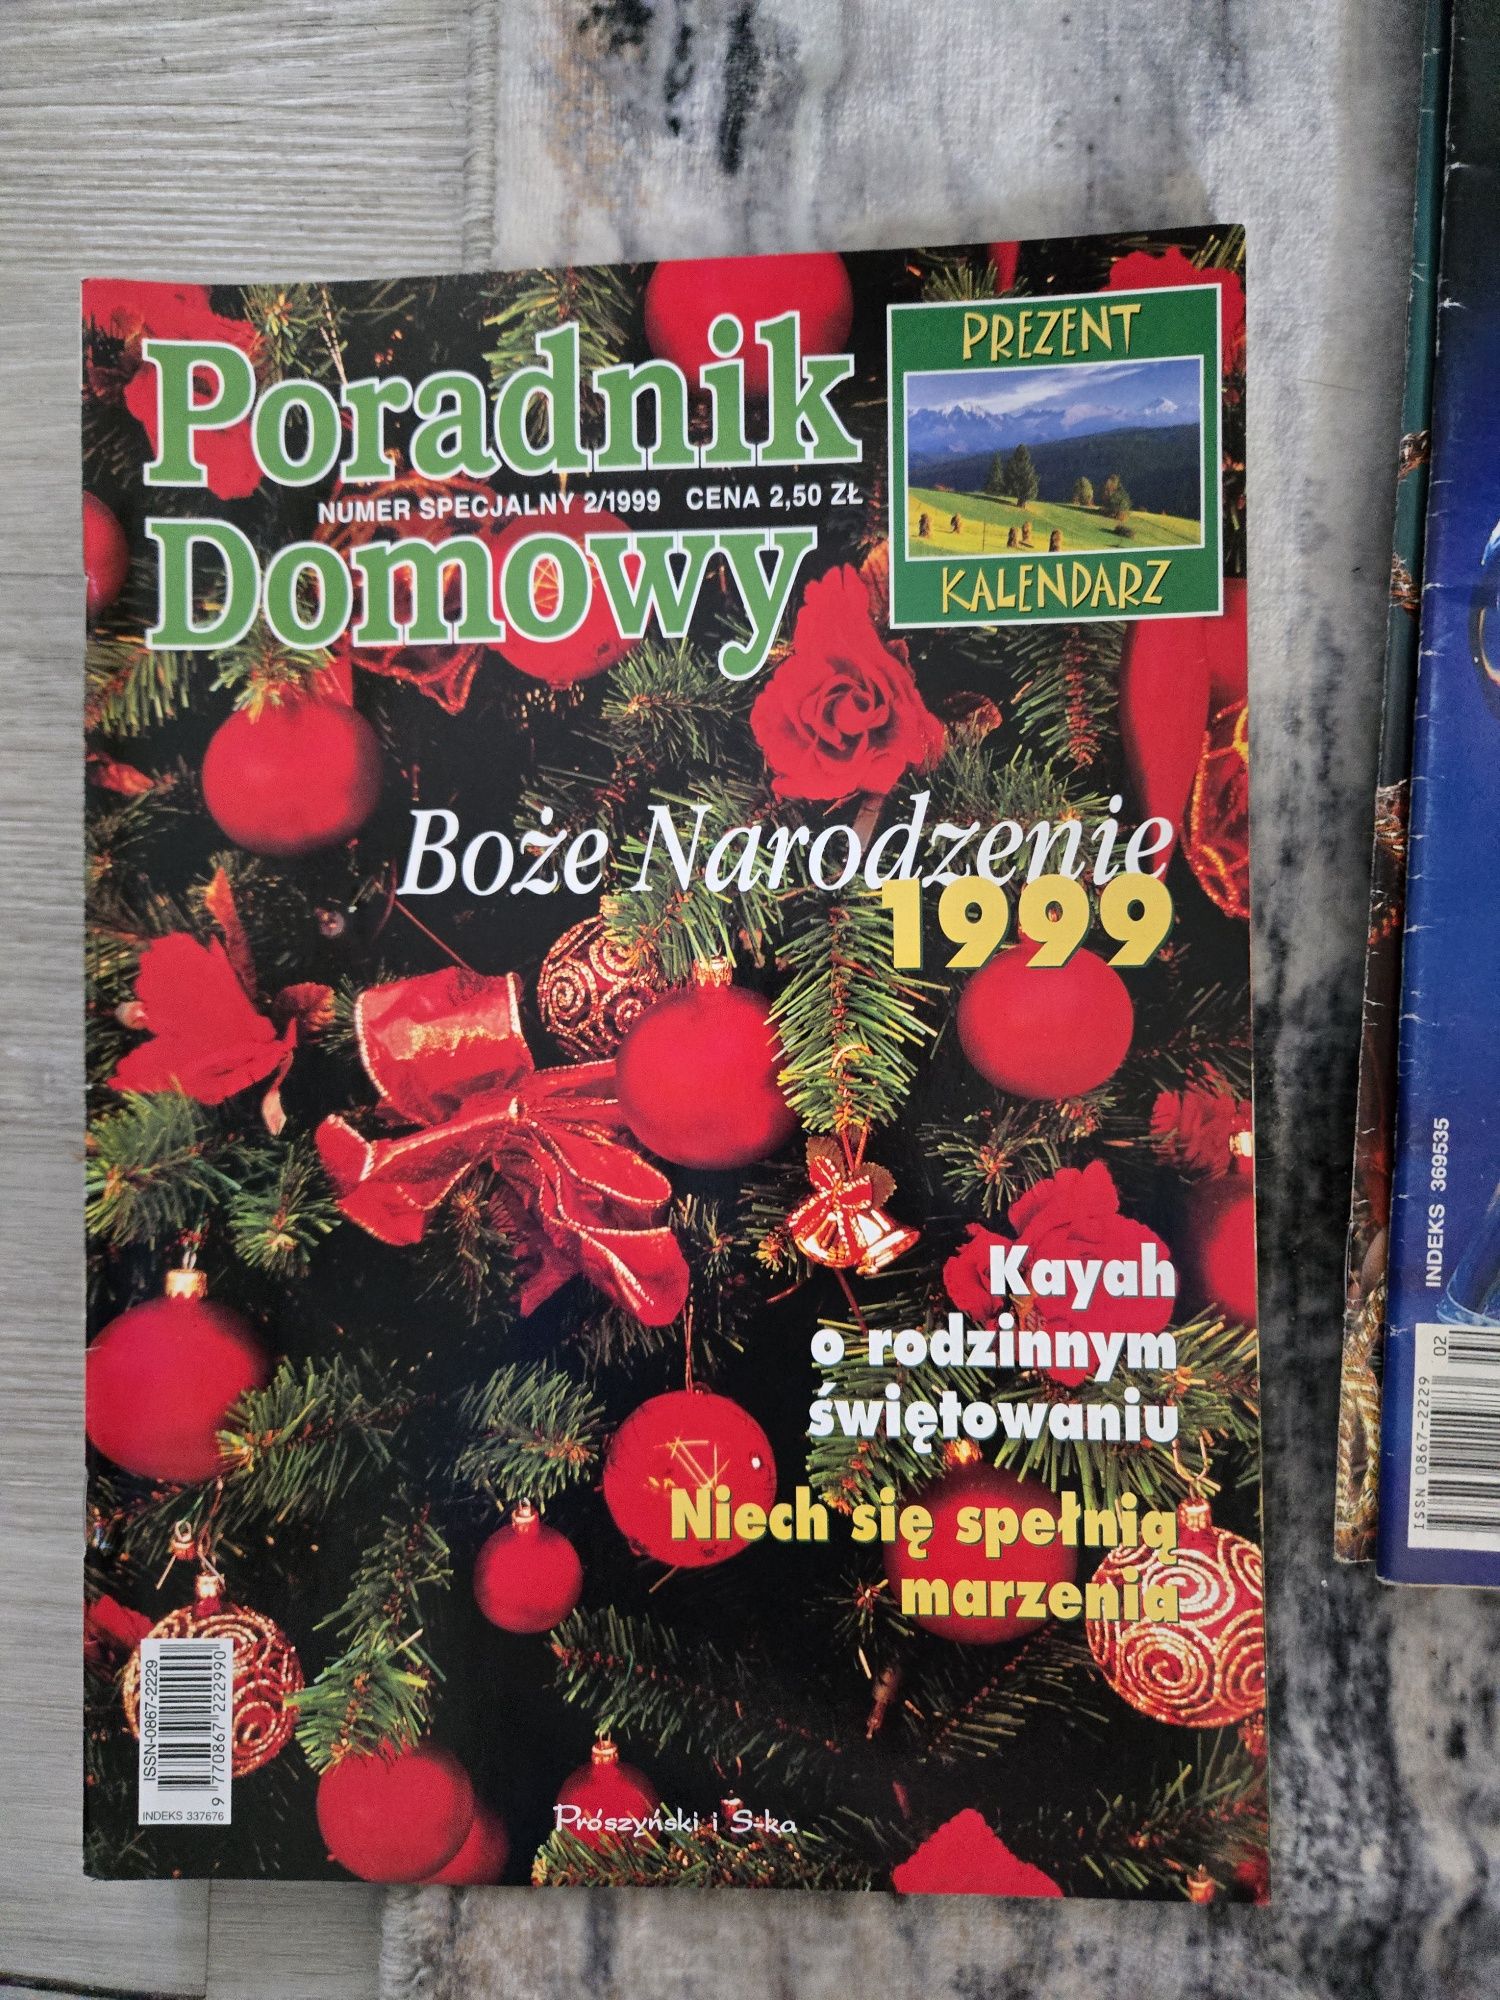 Poradnik
NUMER SPECJALNY 2/1999 CENA 2,50 ZŁ
Domowy
PREZENT
KALENDARZ
Boże Narodzenie
1999
Kayah
o rodzinnym
świętowaniu
Niech się spełnią
marzenia
ISSN-0867-2229
9 770867 222990
INDEKS 337676
Prószyński i S-ka
INDEKS 369535
ISSN 0867-2229 02